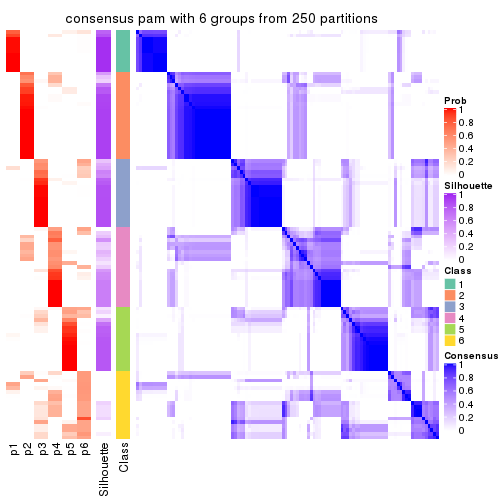 consensus pam with 6 groups from 250 partitions
Prob
1
0.8
0.6
0.4
0.2
0
Silhouette
1
0.8
0.6
0.4
0.2
0
Class
1
2
3
4
5
6
Consensus
1
0.8
0.6
0.4
0.2
0
p1
p2
p3
p4
p5
p6
Silhouette
Class